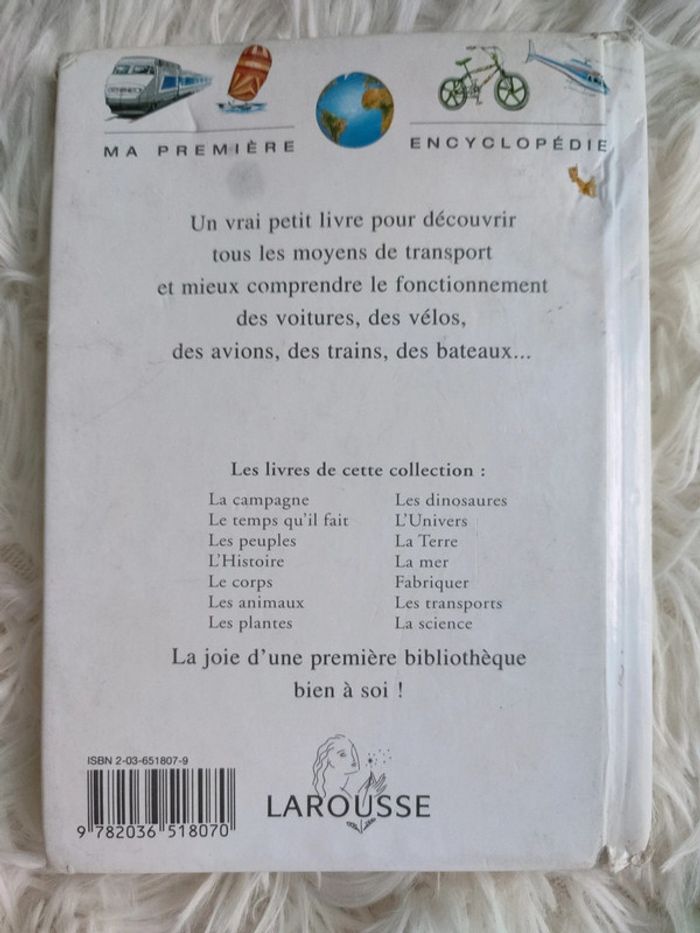 MA PREMIÈRE ENCYCLOPÉDIE
Un vrai petit livre pour découvrir
tous les moyens de transport
et mieux comprendre le fonctionnement
des voitures, des vélos,
des avions, des trains, des bateaux...
Les livres de cette collection :
La campagne
Le temps qu'il fait
Les peuples
L'Histoire
Le corps
Les animaux
Les plantes
Les dinosaures
L'Univers
La Terre
La mer
Fabriquer
Les transports
La science
La joie d'une première bibliothèque
bien à soi !
ISBN 2-03-651807-9
9 782036 518070
LAROUSSE